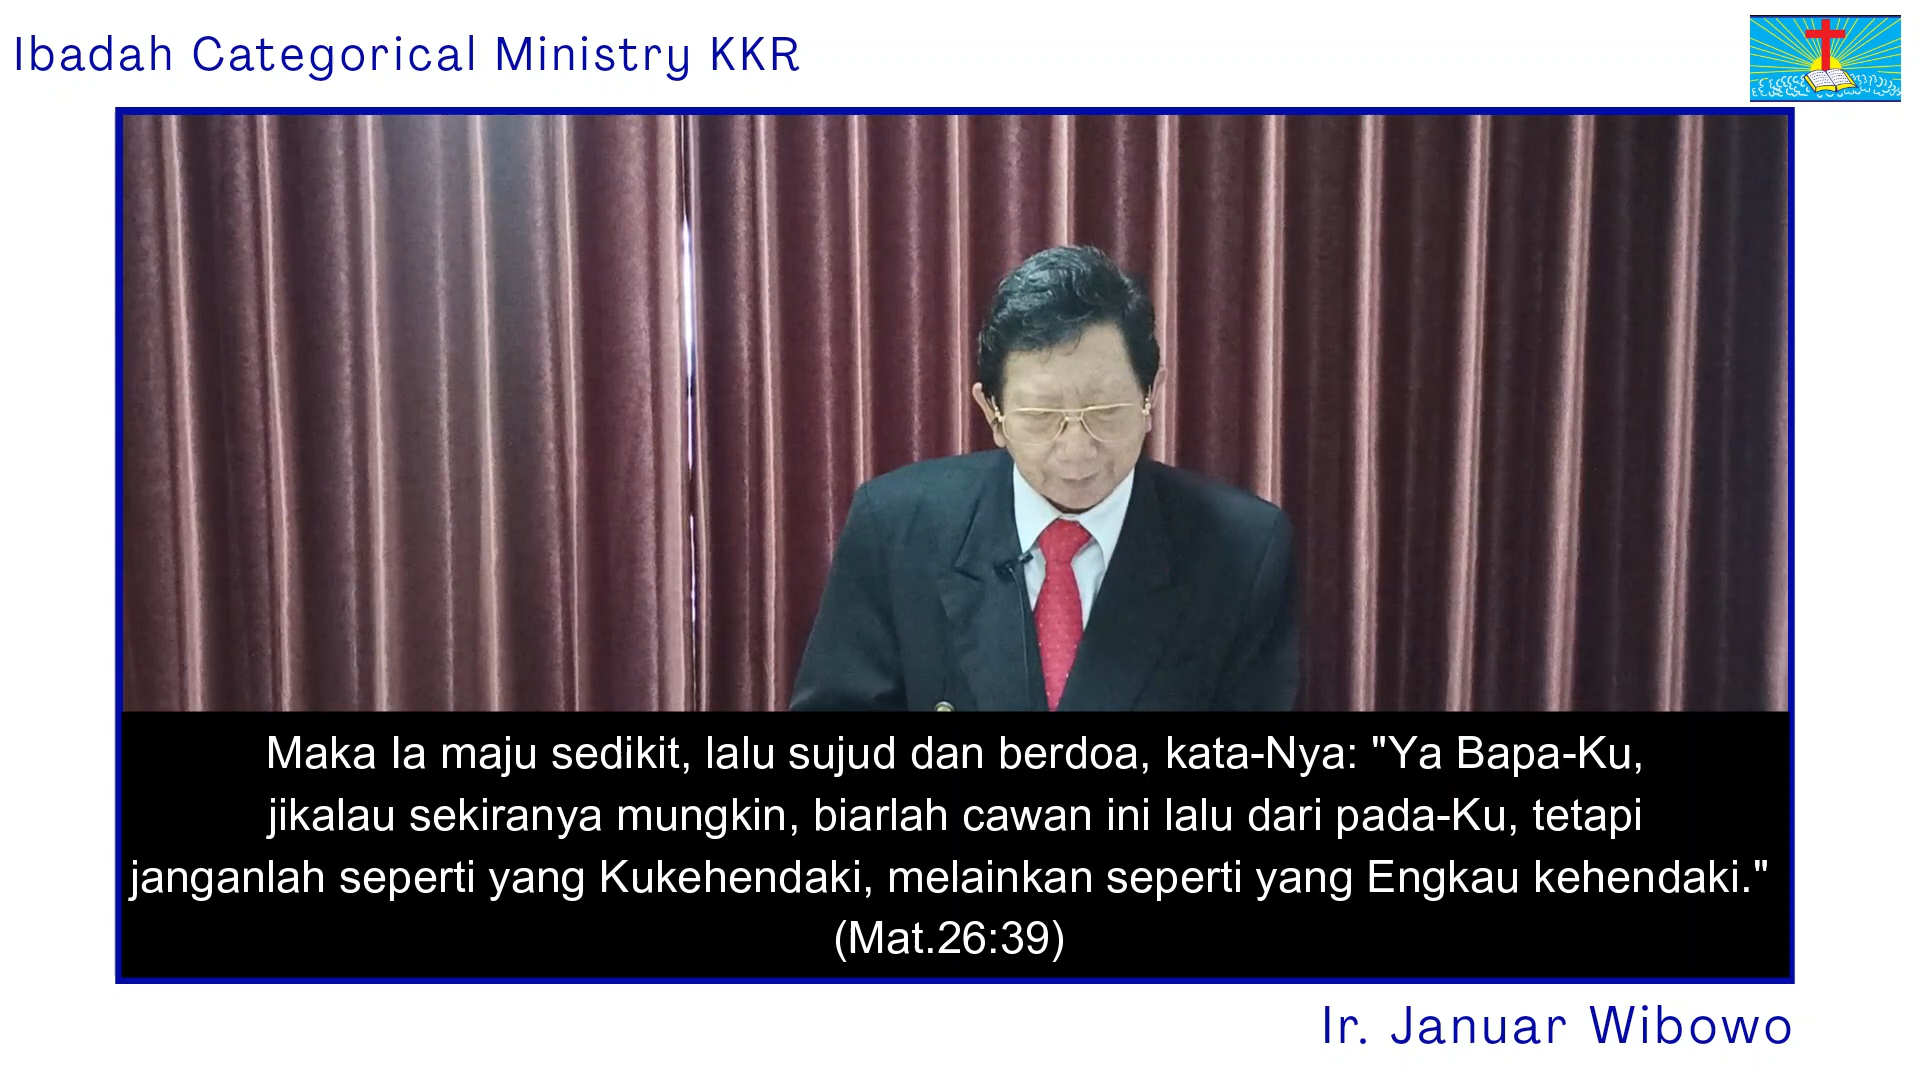 Ibadah Categorical Ministry KKR
Maka Ia maju sedikit, lalu sujud dan berdoa, kata-Nya: "Ya Bapa-Ku,
jikalau sekiranya mungkin, biarlah cawan ini lalu dari pada-Ku, tetapi
janganlah seperti yang Kukehendaki, melainkan seperti yang Engkau kehendaki."
(Mat.26:39)
Ir. Januar Wibowo